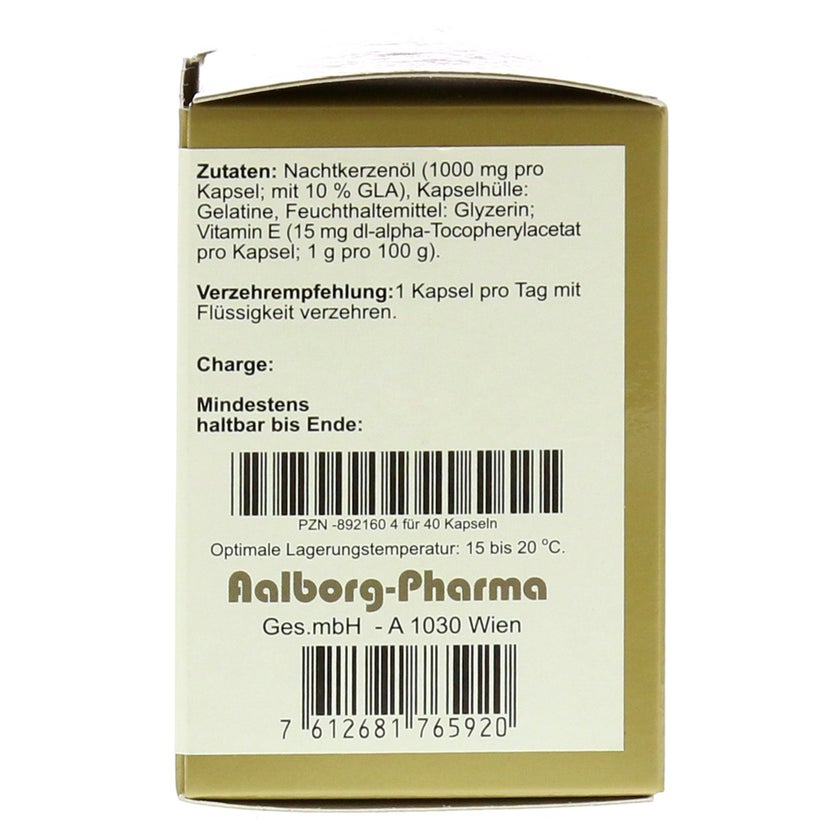 Zutaten: Nachtkerzenöl (1000 mg pro
Kapsel; mit 10 % GLA), Kapselhülle:
Gelatine, Feuchthaltemittel: Glyzerin;
Vitamin E (15 mg dl-alpha-Tocopherylacetat
pro Kapsel; 1 g pro 100 g).
Verzehrempfehlung:1 Kapsel pro Tag mit
Flüssigkeit verzehren.
Charge:
Mindestens
haltbar bis Ende:
PZN -892160 4 für 40 Kapseln
Optimale Lagerungstemperatur: 15 bis 20 °C.
Aalborg-Pharma
Ges.mbH - A 1030 Wien
7 612681 765920